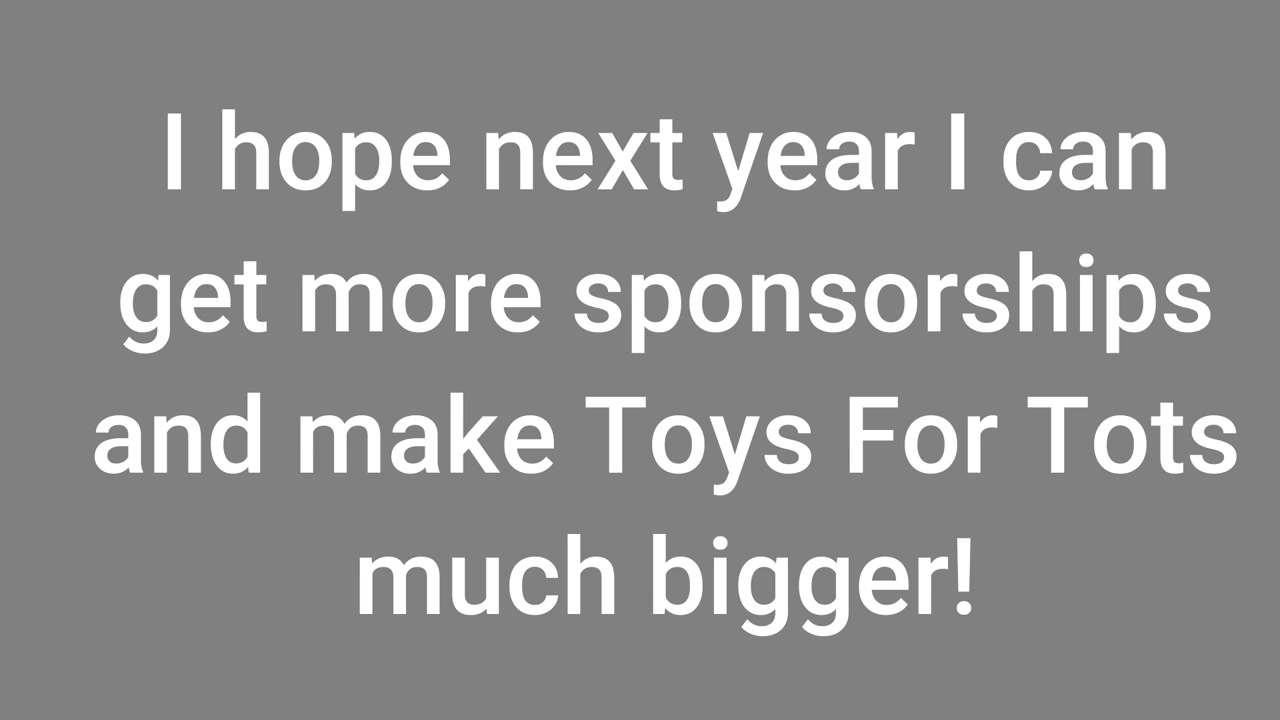 I hope next year I can
get more sponsorships
and make Toys For Tots
much bigger!